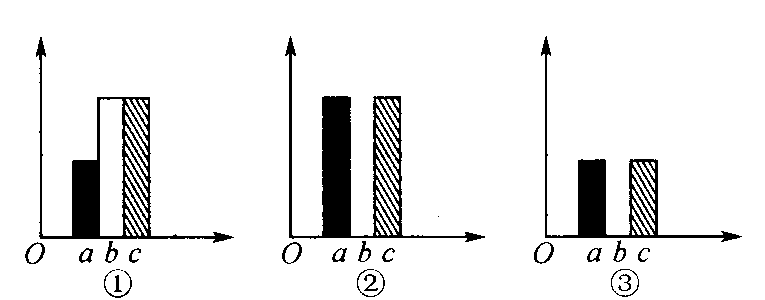 O a b c O a b c O a b c
① ② ③